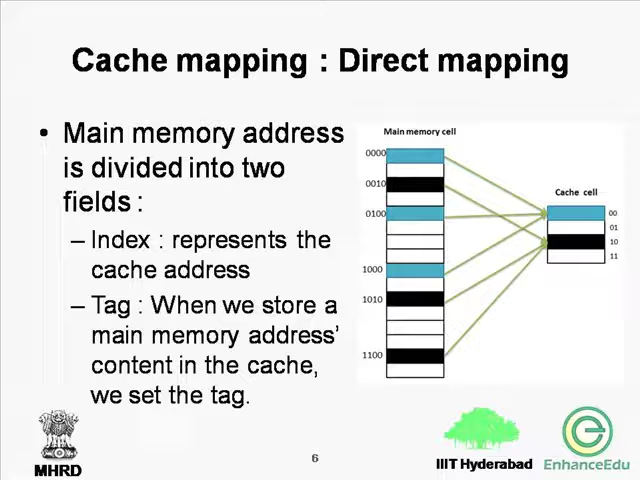 Cache mapping : Direct mapping
• Main memory address
is divided into two
fields :
– Index : represents the
cache address
– Tag : When we store a
main memory address'
content in the cache,
we set the tag.
Main memory cell
0000
0010
0100
1000
1010
1100
Cache cell
00
01
10
11
MHRD
6
IIIT Hyderabad
EnhanceEdu